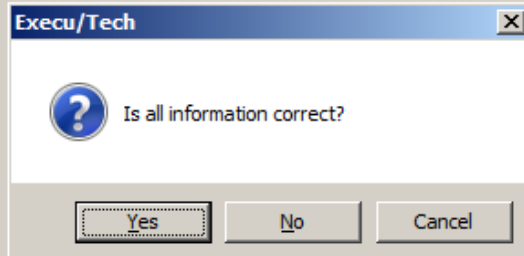 Execu/Tech
Is all information correct?
Yes No Cancel